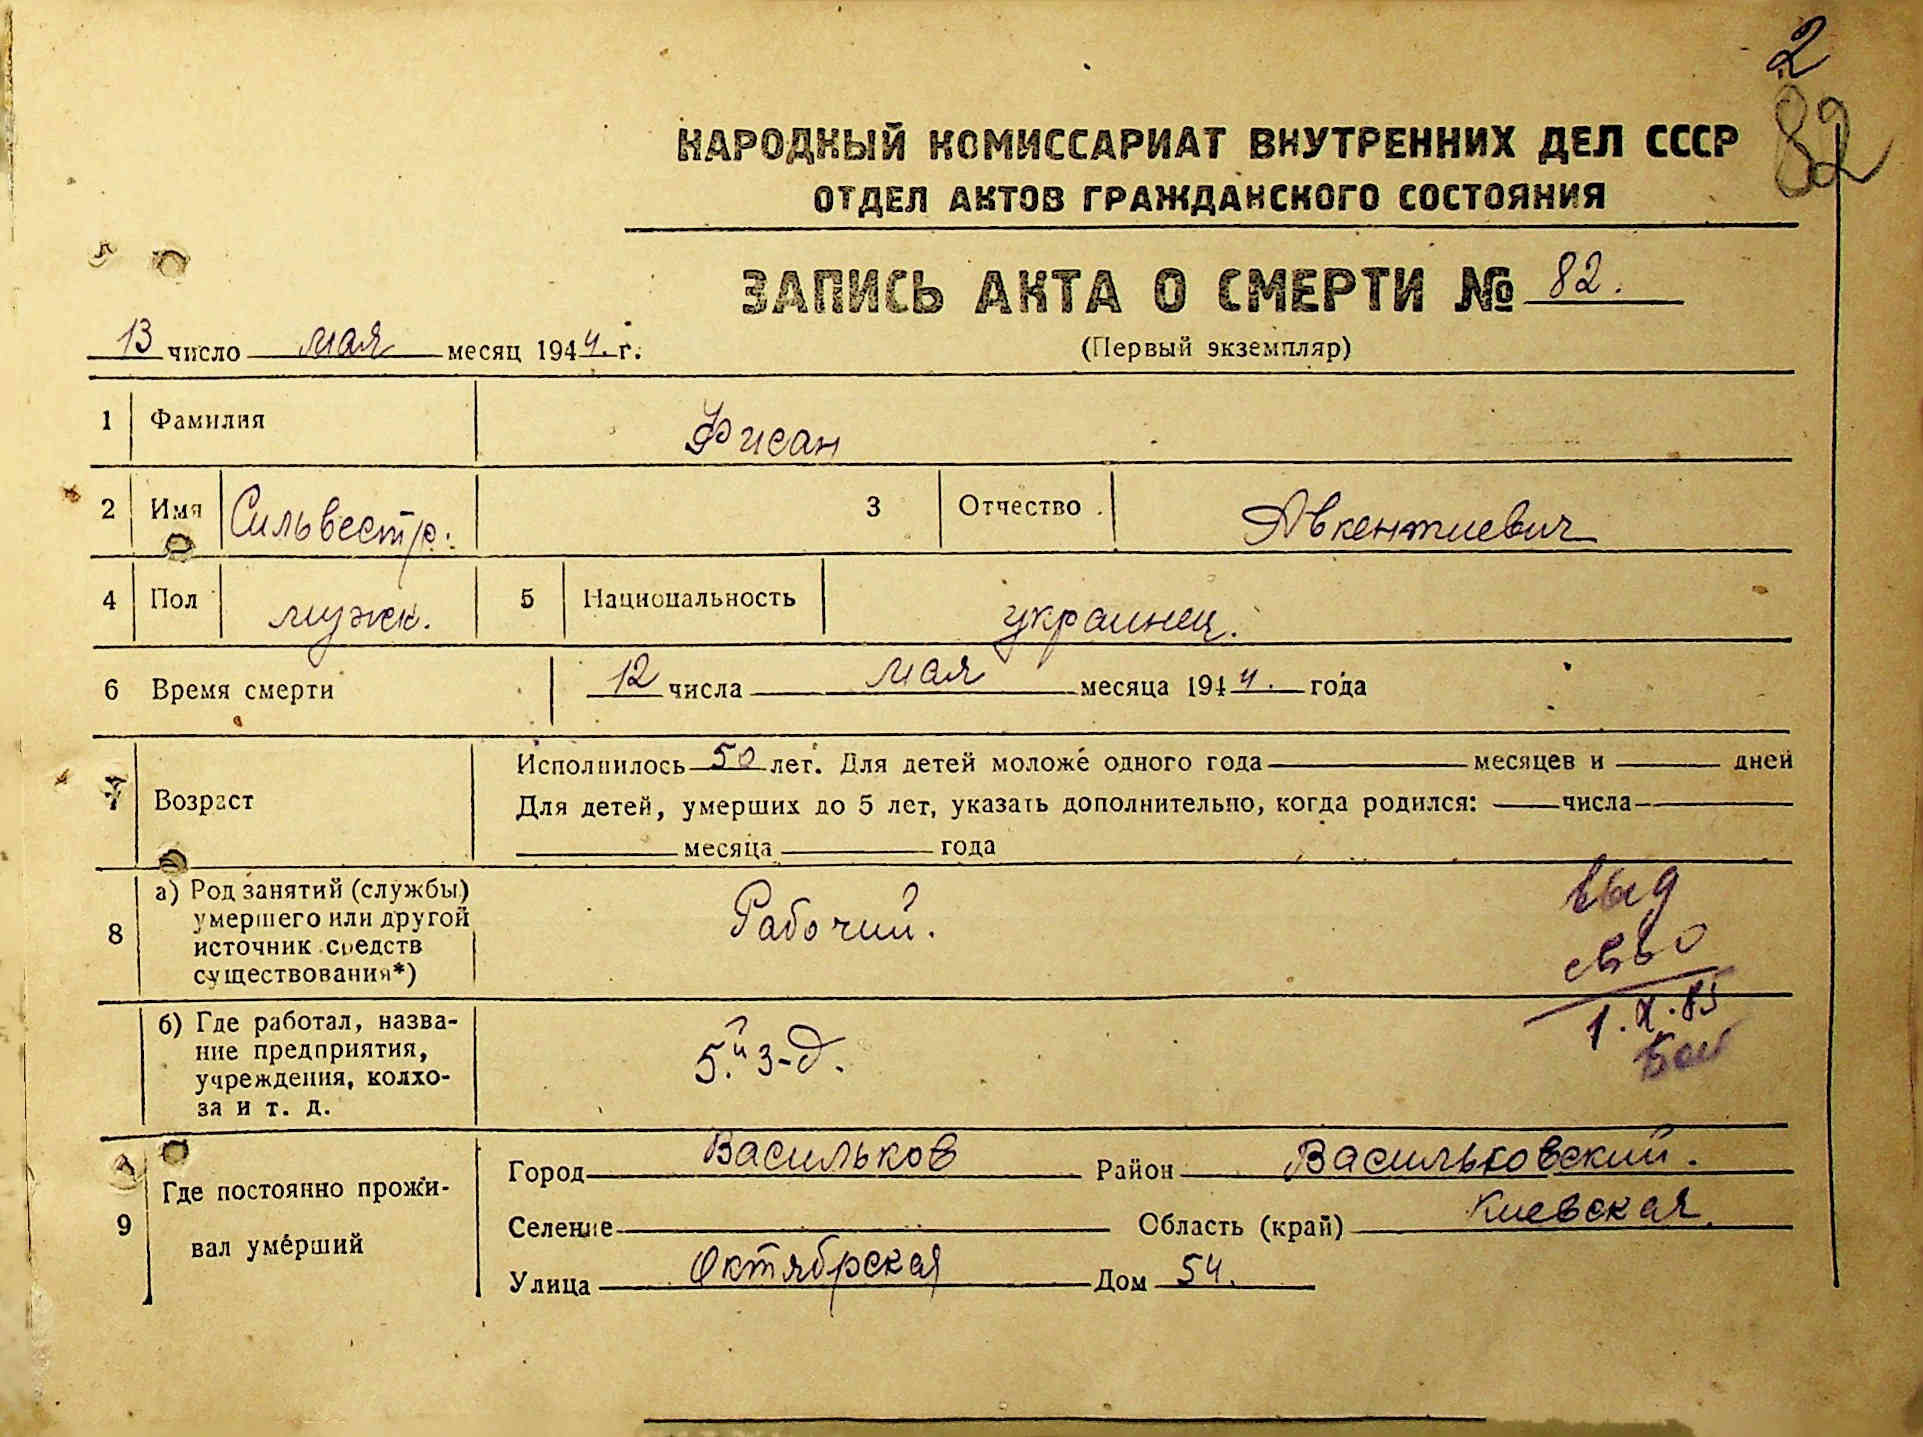 2
82
НАРОДНЫЙ КОМИССАРИАТ ВНУТРЕННИХ ДЕЛ СССР
ОТДЕЛ АКТОВ ГРАЖДАНСКОГО СОСТОЯНИЯ
ЗАПИСЬ АКТА О СМЕРТИ № 82.
13 число мая месяц 1944. г.
(Первый экземпляр)
1 Фамилия Фисан
2 Имя Сильвестр. 3 Отчество Авкентиевич
4 Пол мужск. 5 Национальность украинец.
6 Время смерти 12 числа мая месяца 1944. года
7 Возраст Исполнилось 50 лет. Для детей моложе одного года месяцев и дней
Для детей, умерших до 5 лет, указать дополнительно, когда родился: числа
месяца года
8 а) Род занятий (службы) умершего или другой источник средств существования*) Рабочий.
выд
св-во
1.X.85
б) Где работал, название предприятия, учреждения, колхоза и т. д. 5.й з-д.
9 Где постоянно проживал умерший
Город Васильков Район Васильковский.
Селение Область (край) Киевская.
Улица Октябрская Дом 54.